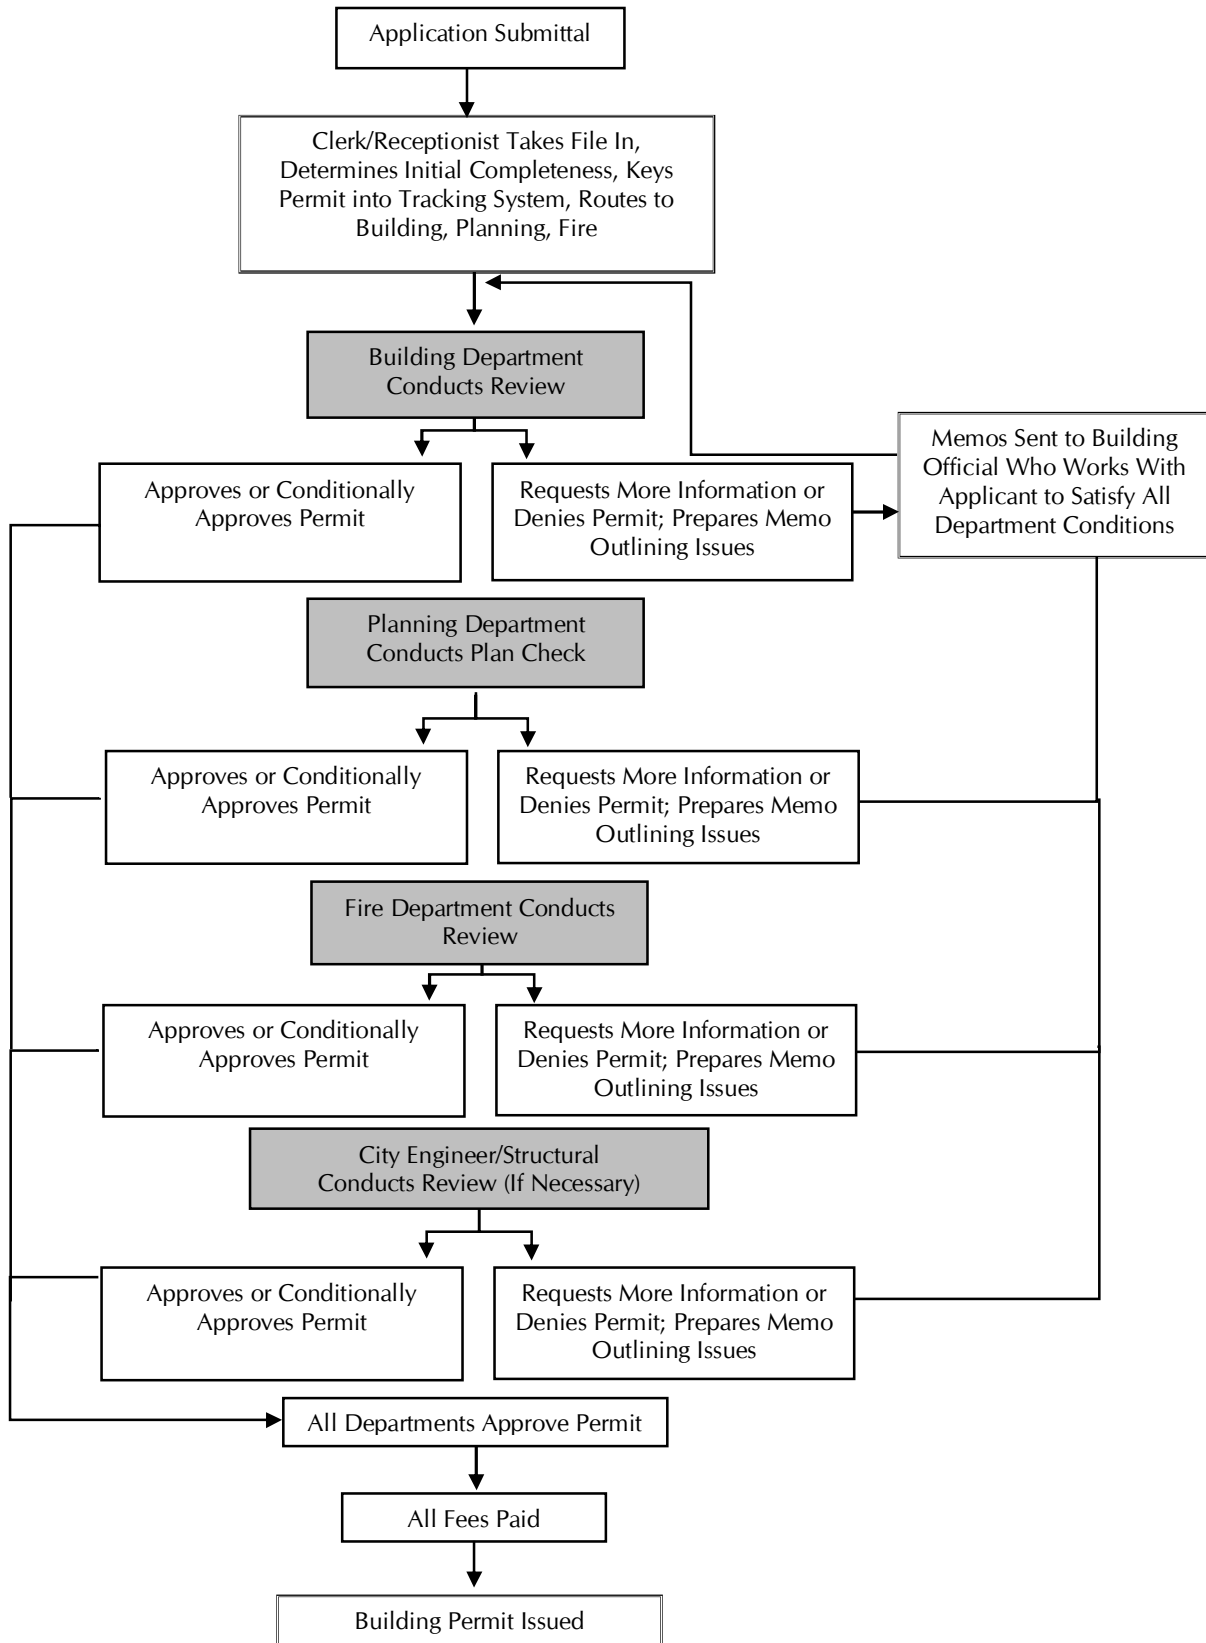 Application Submittal
Clerk/Receptionist Takes File In,
Determines Initial Completeness, Keys
Permit into Tracking System, Routes to
Building, Planning, Fire
Building Department
Conducts Review
Memos Sent to Building
Official Who Works With
Applicant to Satisfy All
Department Conditions
Approves or Conditionally
Approves Permit
Requests More Information or
Denies Permit; Prepares Memo
Outlining Issues
Planning Department
Conducts Plan Check
Approves or Conditionally
Approves Permit
Requests More Information or
Denies Permit; Prepares Memo
Outlining Issues
Fire Department Conducts
Review
Approves or Conditionally
Approves Permit
Requests More Information or
Denies Permit; Prepares Memo
Outlining Issues
City Engineer/Structural
Conducts Review (If Necessary)
Approves or Conditionally
Approves Permit
Requests More Information or
Denies Permit; Prepares Memo
Outlining Issues
All Departments Approve Permit
All Fees Paid
Building Permit Issued